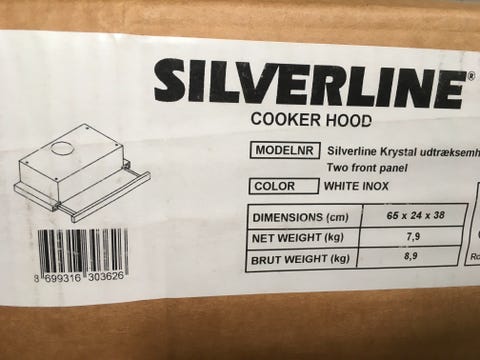 SILVERLINE®
COOKER HOOD
MODELNR Silverline Krystal udtræksemh
Two front panel
COLOR WHITE INOX
DIMENSIONS (cm) 65 x 24 x 38
NET WEIGHT (kg) 7,9
BRUT WEIGHT (kg) 8,9
8 699316 303626